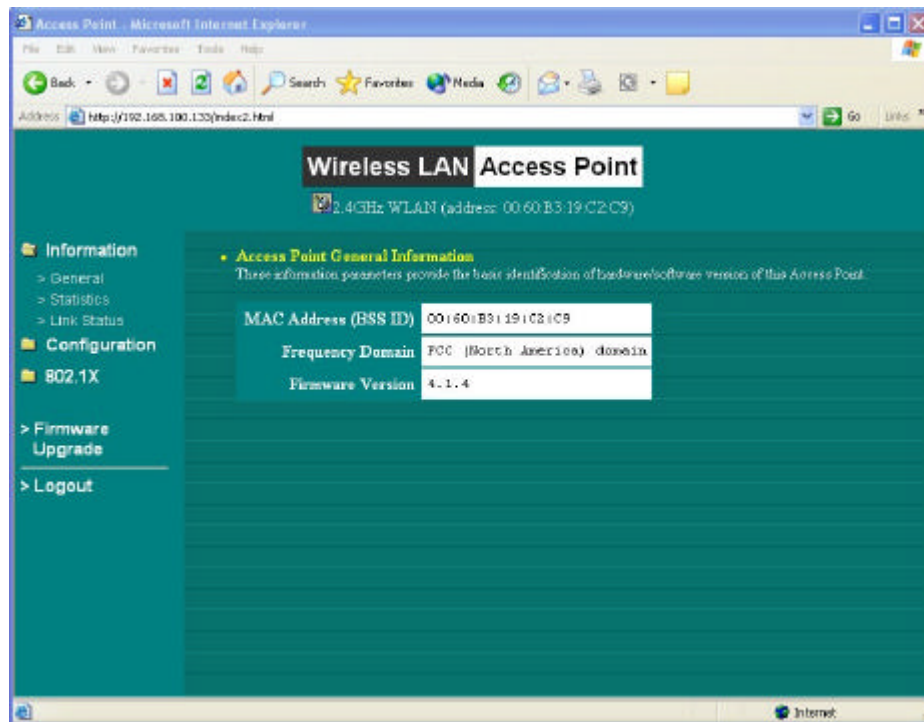 Access Point - Microsoft Internet Explorer
File Edit View Favorites Tools Help
Back Search Favorites Media
Address http://192.168.100.133/index2.html Go Links
Wireless LAN Access Point
2.4GHz WLAN (address: 00:60:B3:19:C2:C9)
Information
> General
> Statistics
> Link Status
Configuration
802.1X
> Firmware
Upgrade
> Logout
• Access Point General Information
These information parameters provide the basic identification of hardware/software version of this Access Point.
MAC Address (BSS ID) 00:60:B3:19:C2:C9
Frequency Domain FCC (North America) domain
Firmware Version 4.1.4
Internet